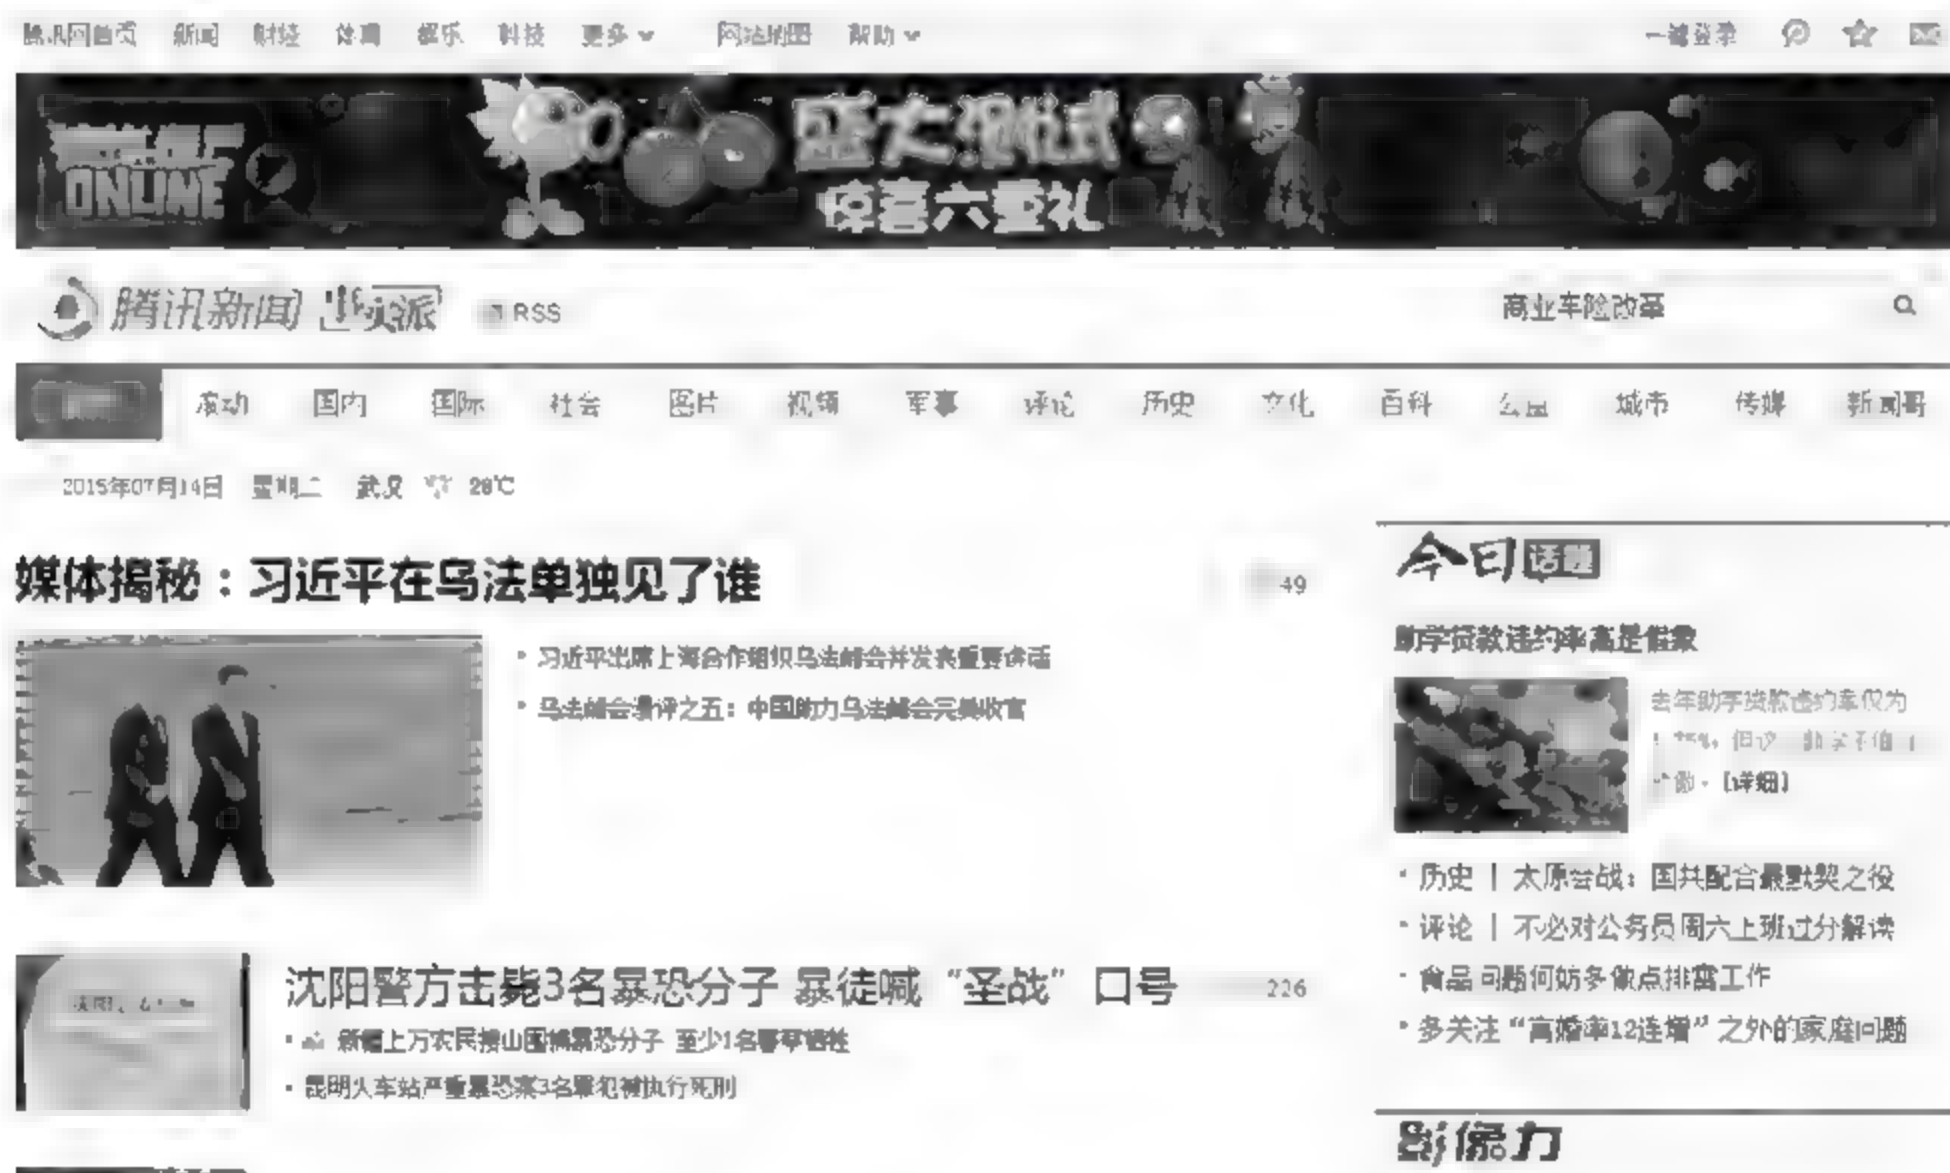 腾讯网首页 新闻 财经 体育 娱乐 科技 更多 网站地图 帮助 一键登录
ONLINE
惊喜六重礼
腾讯新闻 事实派 RSS 商业车险改革
滚动 国内 国际 社会 图片 视频 军事 评论 历史 文化 百科 公益 城市 传媒 新闻哥
2015年07月14日 星期二 武汉 28℃
媒体揭秘：习近平在乌法单独见了谁 49
习近平出席上海合作组织乌法峰会并发表重要讲话
乌法峰会漫评之五：中国助力乌法峰会完美收官
沈阳警方击毙3名暴恐分子 暴徒喊“圣战”口号 226
新疆上万农民搜山围捕暴恐分子 至少1名警察牺牲
昆明火车站严重暴恐案3名罪犯被执行死刑
今日话题
助学贷款违约率高是假象
去年助学贷款违约率仅为
[详细]
历史 | 太原会战：国共配合最默契之役
评论 | 不必对公务员周六上班过分解读
食品问题何妨多做点排雷工作
多关注“离婚率12连增”之外的家庭问题
影像力